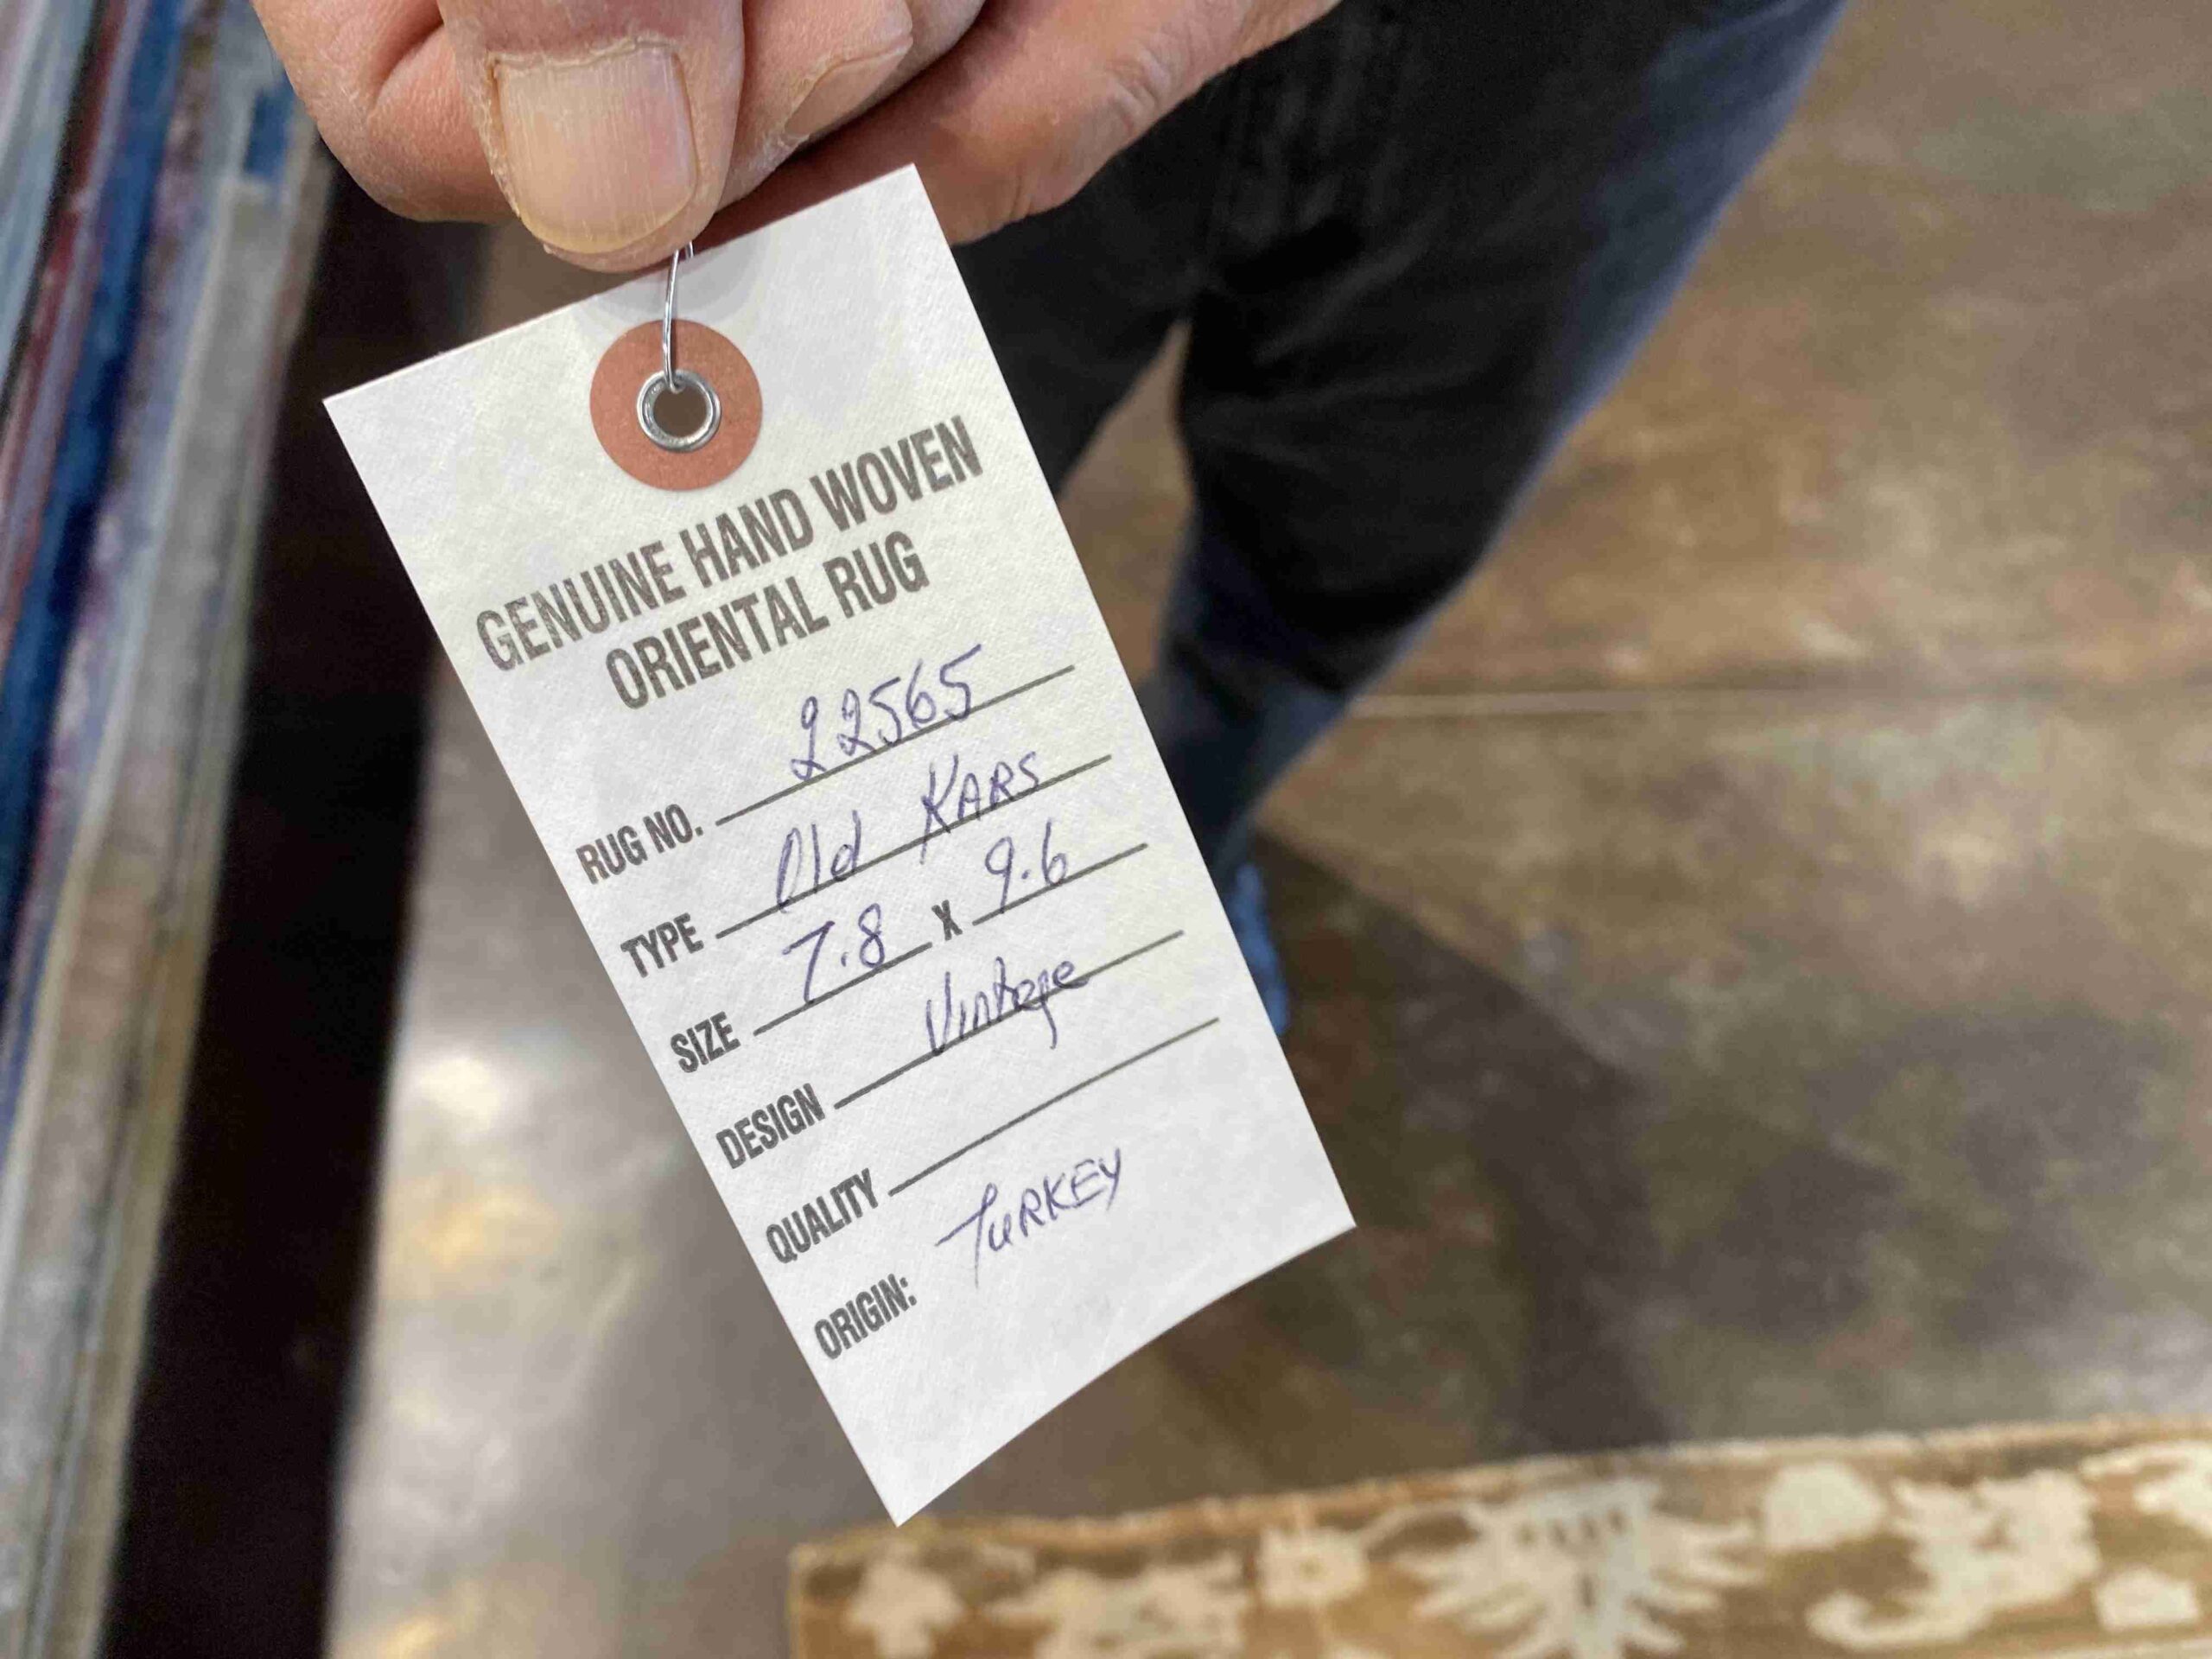 GENUINE HAND WOVEN
ORIENTAL RUG
RUG NO. 22565
TYPE Old KARS
SIZE 7.8 X 9.6
DESIGN Vintage
QUALITY
ORIGIN: TURKEY